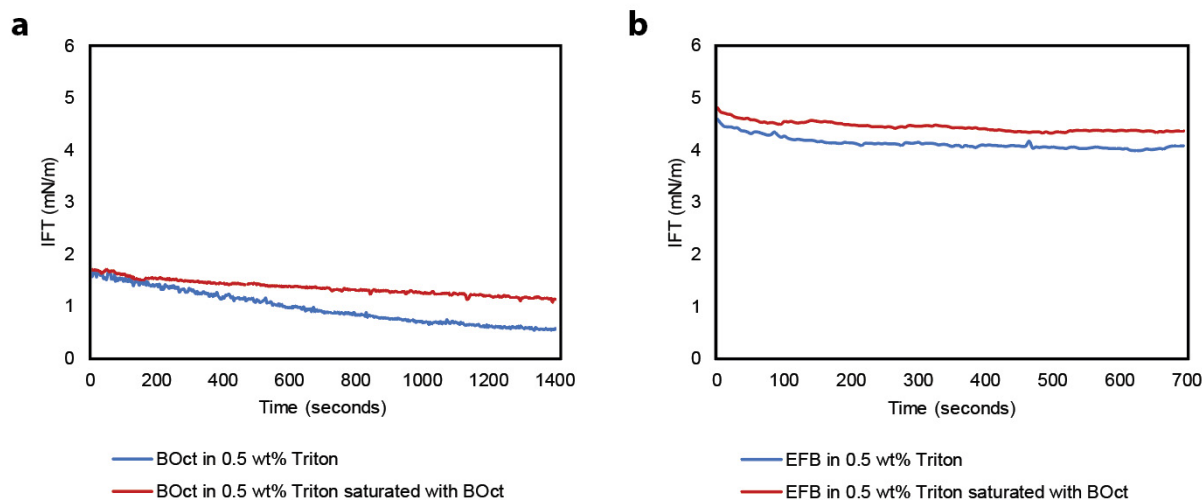 a
6
5
4
3
2
1
0
IFT (mN/m)
0 200 400 600 800 1000 1200 1400
Time (seconds)
BOct in 0.5 wt% Triton
BOct in 0.5 wt% Triton saturated with BOct
b
6
5
4
3
2
1
0
IFT (mN/m)
0 100 200 300 400 500 600 700
Time (seconds)
EFB in 0.5 wt% Triton
EFB in 0.5 wt% Triton saturated with BOct